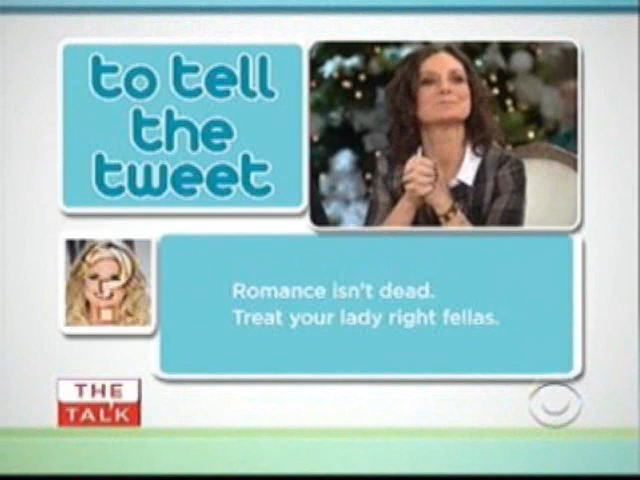 to tell
the
tweet
Romance isn't dead.
Treat your lady right fellas.
THE
TALK